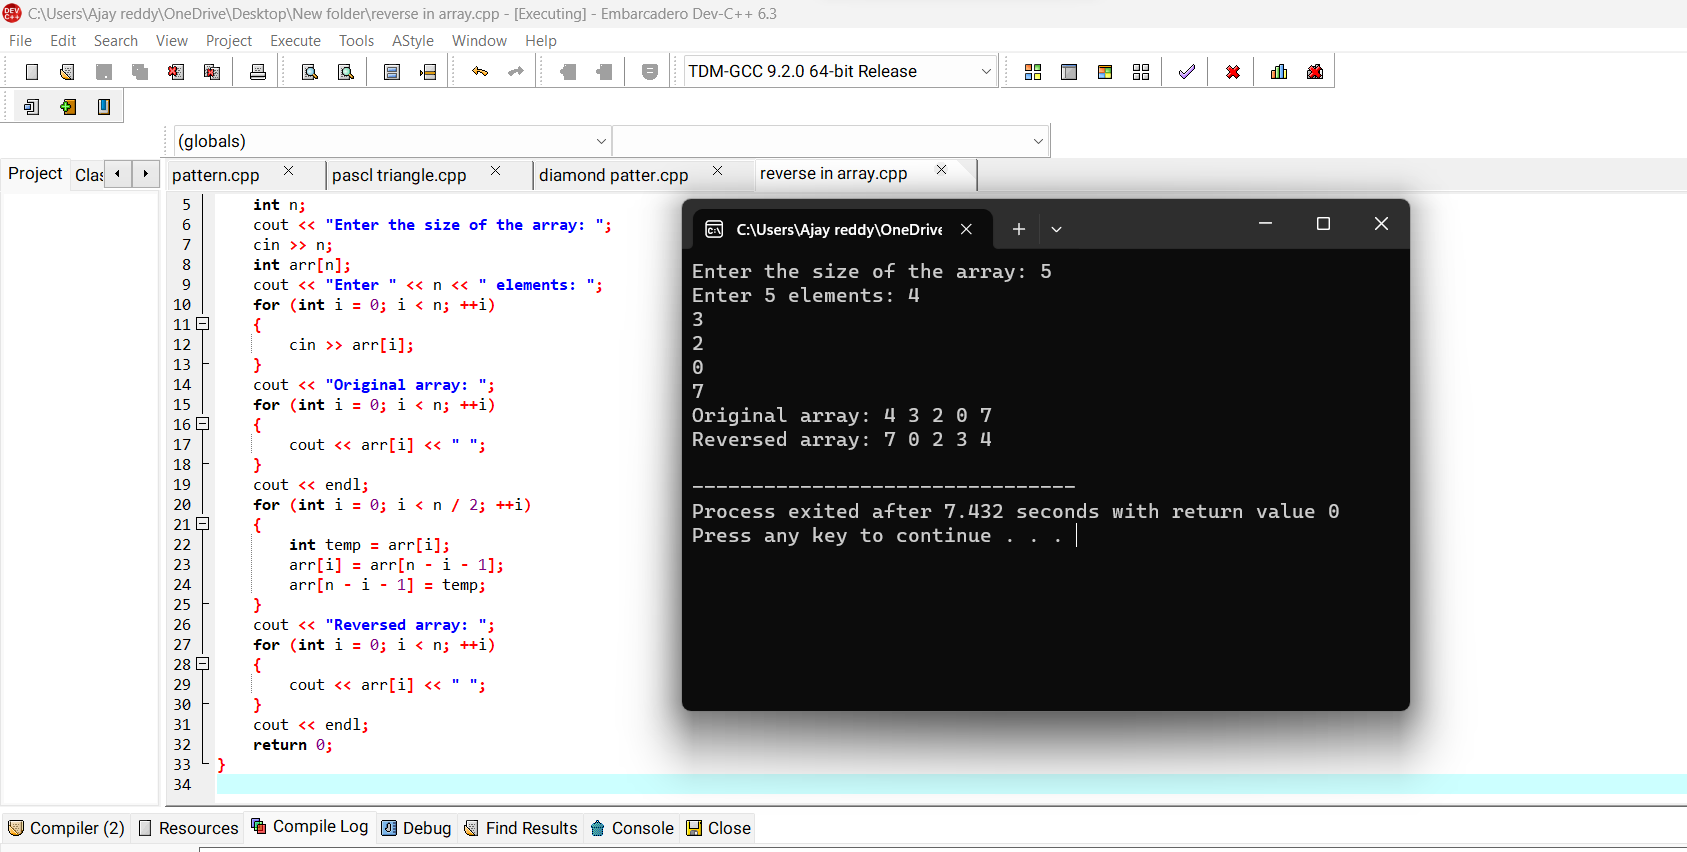 C:\Users\Ajay reddy\OneDrive\Desktop\New folder\reverse in array.cpp - [Executing] - Embarcadero Dev-C++ 6.3
File Edit Search View Project Execute Tools AStyle Window Help
TDM-GCC 9.2.0 64-bit Release
(globals)
Project Clas
pattern.cpp pascl triangle.cpp diamond patter.cpp reverse in array.cpp
5 int n;
6 cout << "Enter the size of the array: ";
7 cin >> n;
8 int arr[n];
9 cout << "Enter " << n << " elements: ";
10 for (int i = 0; i < n; ++i)
11 {
12 cin >> arr[i];
13 }
14 cout << "Original array: ";
15 for (int i = 0; i < n; ++i)
16 {
17 cout << arr[i] << " ";
18 }
19 cout << endl;
20 for (int i = 0; i < n / 2; ++i)
21 {
22 int temp = arr[i];
23 arr[i] = arr[n - i - 1];
24 arr[n - i - 1] = temp;
25 }
26 cout << "Reversed array: ";
27 for (int i = 0; i < n; ++i)
28 {
29 cout << arr[i] << " ";
30 }
31 cout << endl;
32 return 0;
33 }
34
C:\Users\Ajay reddy\OneDrive
Enter the size of the array: 5
Enter 5 elements: 4
3
2
0
7
Original array: 4 3 2 0 7
Reversed array: 7 0 2 3 4
--------------------------------
Process exited after 7.432 seconds with return value 0
Press any key to continue . . .
Compiler (2) Resources Compile Log Debug Find Results Console Close